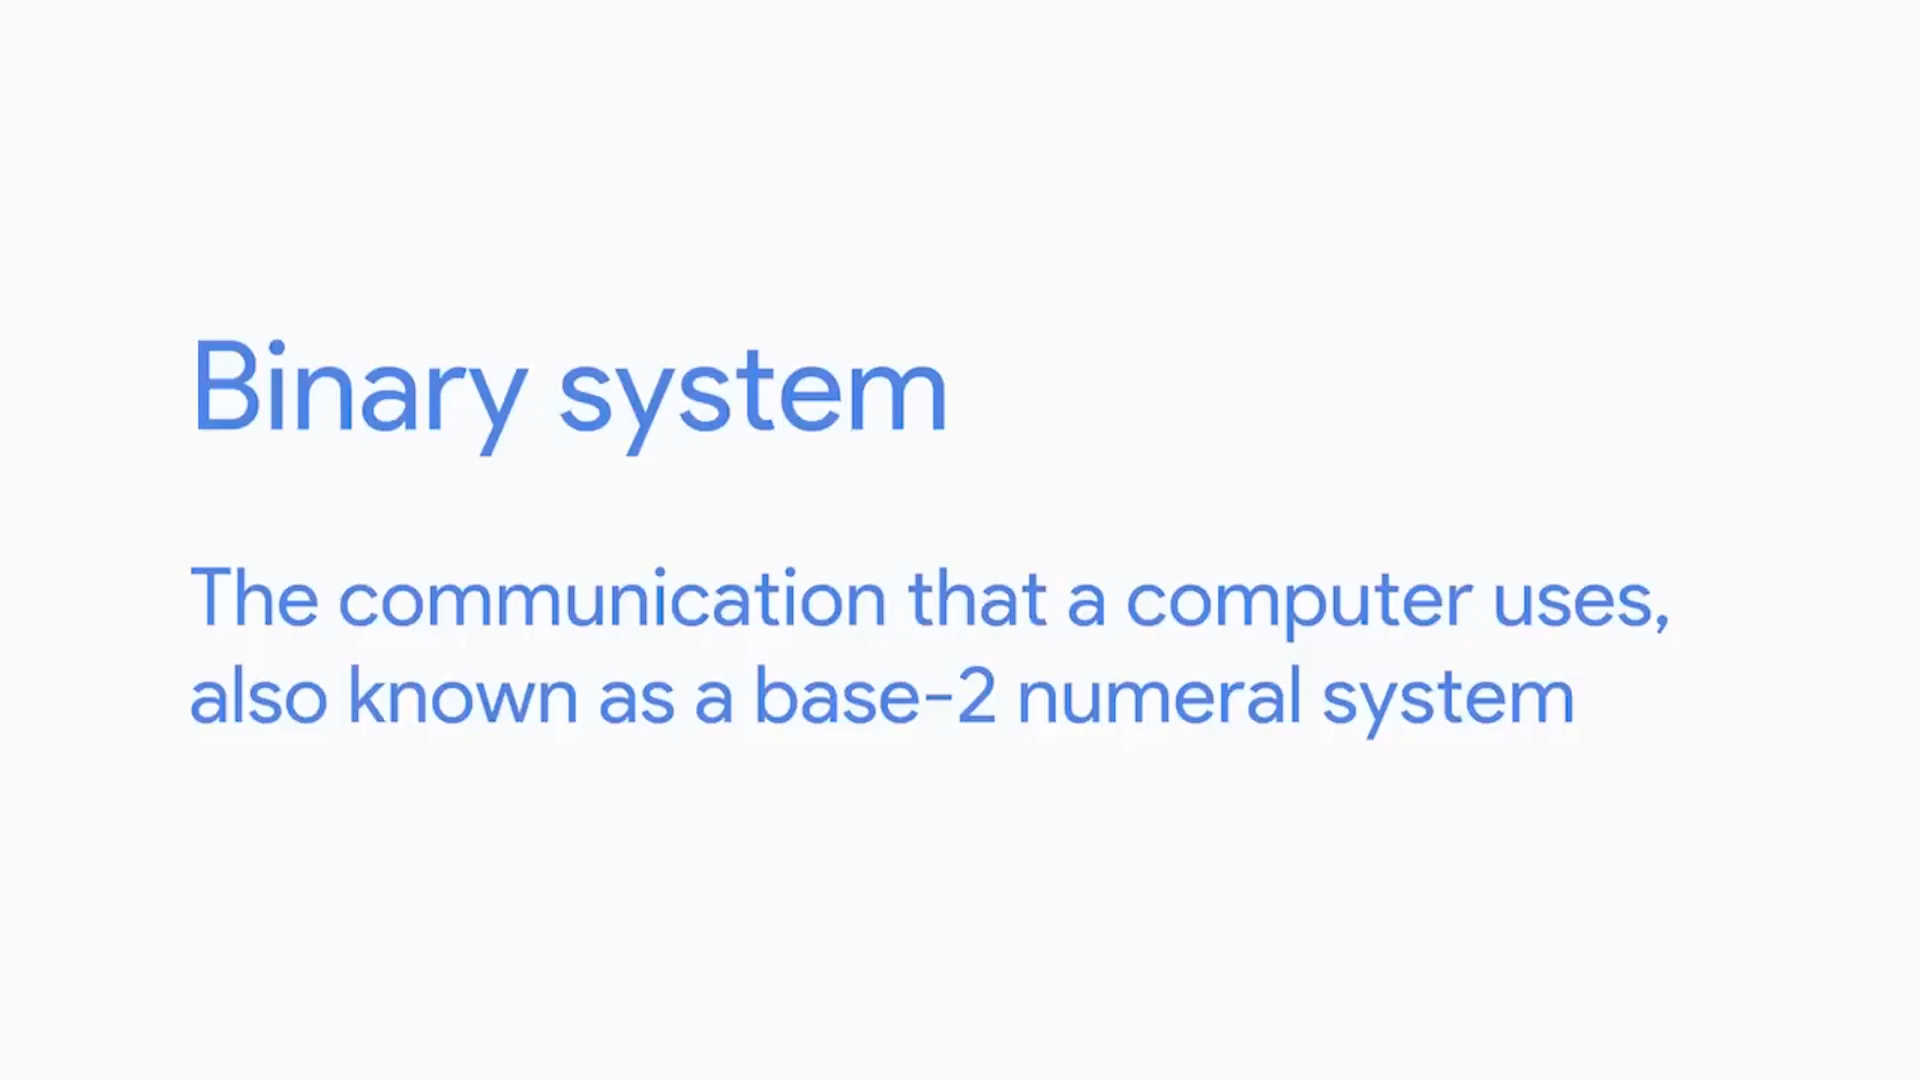 Binary system
The communication that a computer uses,
also known as a base-2 numeral system